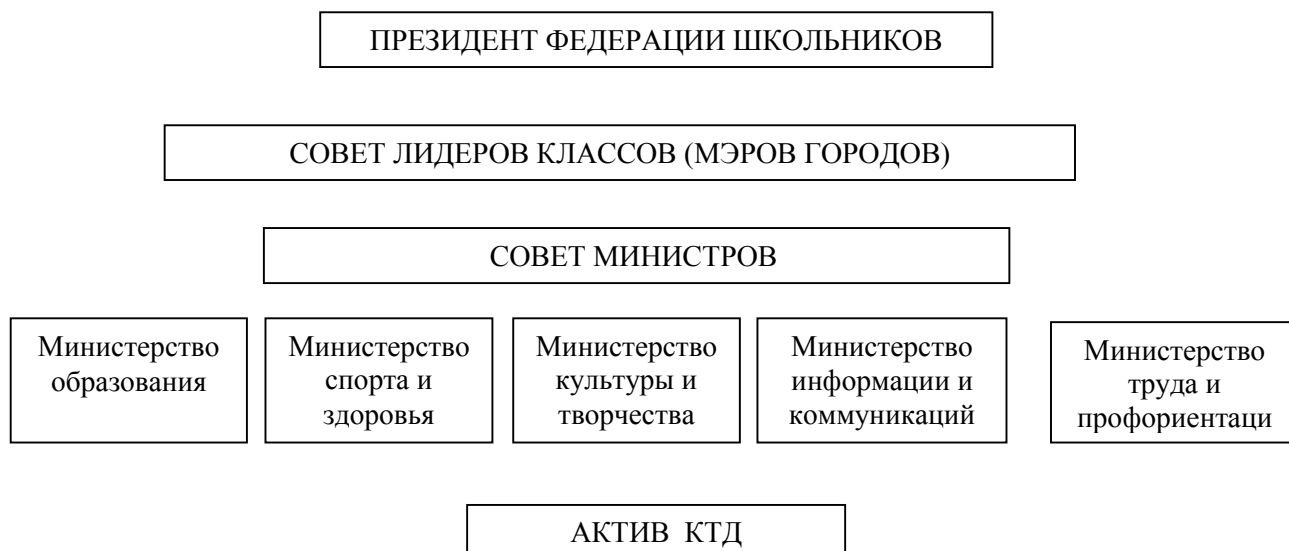 ПРЕЗИДЕНТ ФЕДЕРАЦИИ ШКОЛЬНИКОВ
СОВЕТ ЛИДЕРОВ КЛАССОВ (МЭРОВ ГОРОДОВ)
СОВЕТ МИНИСТРОВ
Министерство
образования
Министерство
спорта и
здоровья
Министерство
культуры и
творчества
Министерство
информации и
коммуникаций
Министерство
труда и
профориентаци
АКТИВ КТД